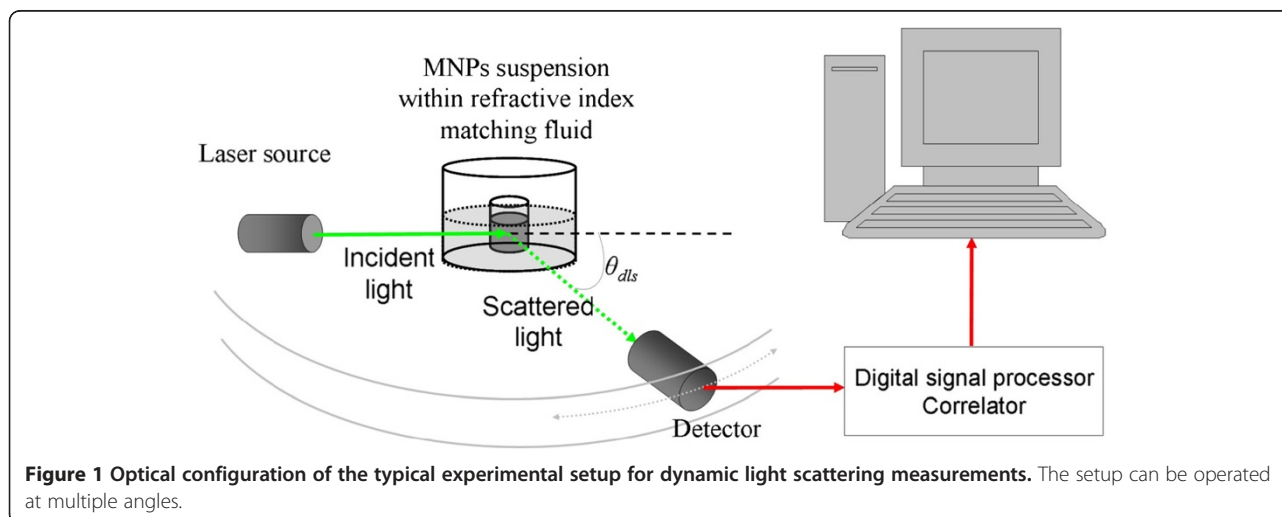 MNPs suspension
within refractive index
matching fluid
Laser source
Incident
light
θdls
Scattered
light
Detector
Digital signal processor
Correlator
Figure 1 Optical configuration of the typical experimental setup for dynamic light scattering measurements. The setup can be operated
at multiple angles.